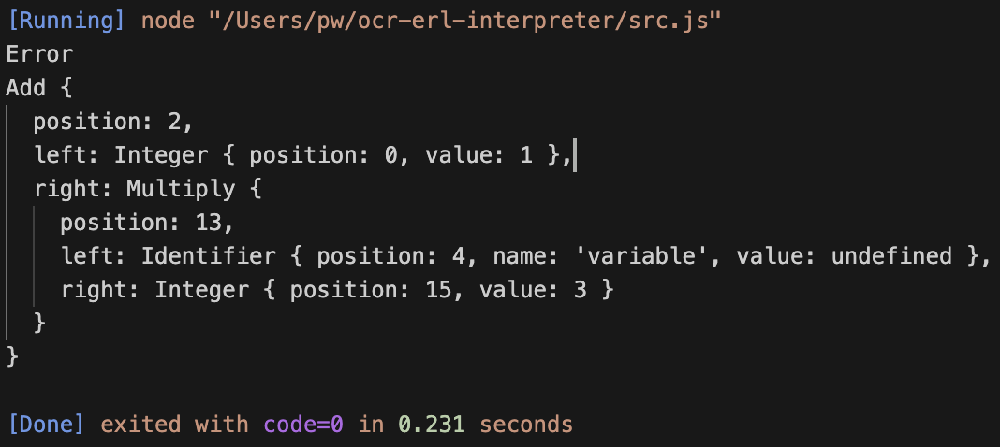 [Running] node "/Users/pw/ocr-erl-interpreter/src.js"
Error
Add {
  position: 2,
  left: Integer { position: 0, value: 1 },
  right: Multiply {
    position: 13,
    left: Identifier { position: 4, name: 'variable', value: undefined },
    right: Integer { position: 15, value: 3 }
  }
}

[Done] exited with code=0 in 0.231 seconds